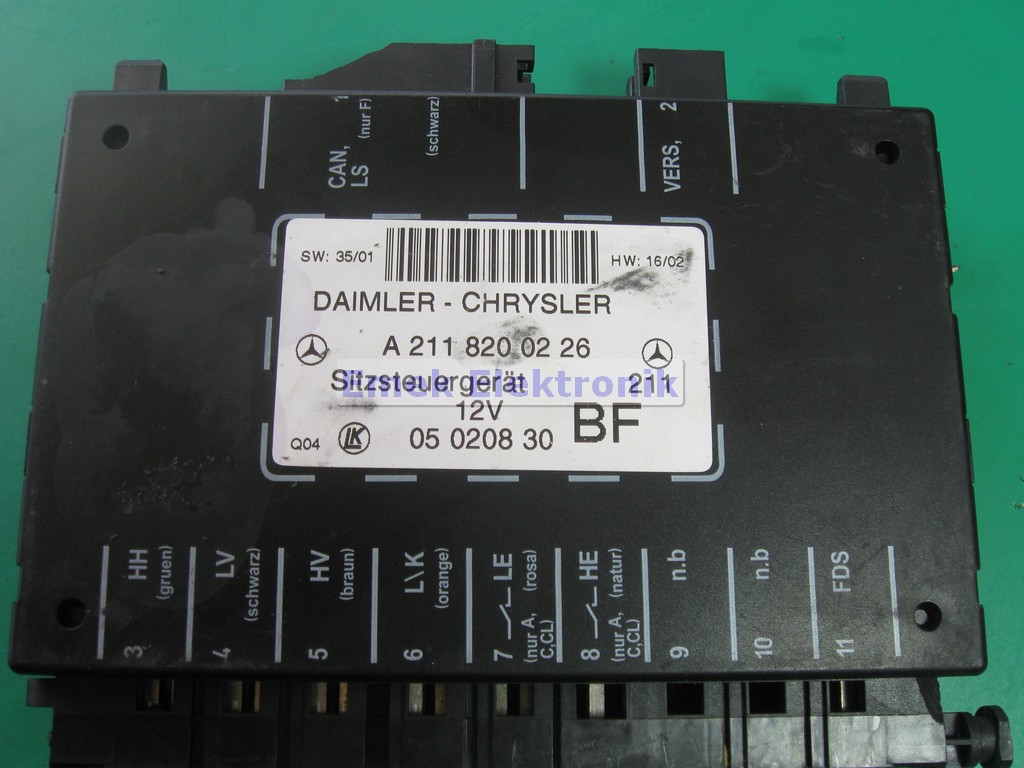 CAN, 1
LS (nur F)
(schwarz)
VERS, 2
SW: 35/01
HW: 16/02
DAIMLER - CHRYSLER
A 211 820 02 26
Sitzsteuergerät 211
Emek Elektronik
12V
BF
Q04 LK 05 0208 30
3 HH (gruen)
4 LV (schwarz)
5 HV (braun)
6 L\K (orange)
7 LE (nur A, (rosa) C,CL)
8 HE (nur A, (natur) C,CL)
9 n.b
10 n.b
11 FDS